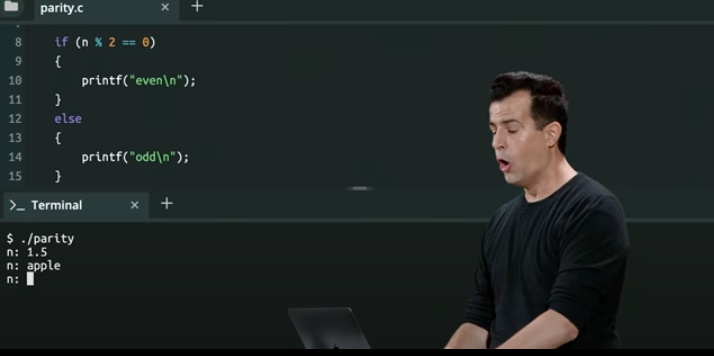 parity.c × +
8 if (n % 2 == 0)
9 {
10 printf("even\n");
11 }
12 else
13 {
14 printf("odd\n");
15 }
>_ Terminal × +
$ ./parity
n: 1.5
n: apple
n: